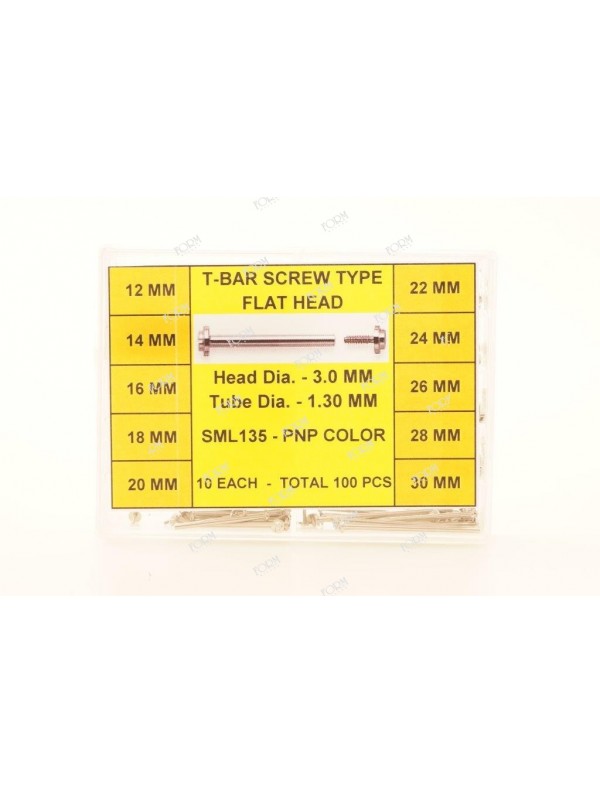 12 MM
14 MM
16 MM
18 MM
20 MM
T-BAR SCREW TYPE
FLAT HEAD
Head Dia. - 3.0 MM
Tube Dia. - 1.30 MM
SML135 - PNP COLOR
10 EACH - TOTAL 100 PCS
22 MM
24 MM
26 MM
28 MM
30 MM
FORM